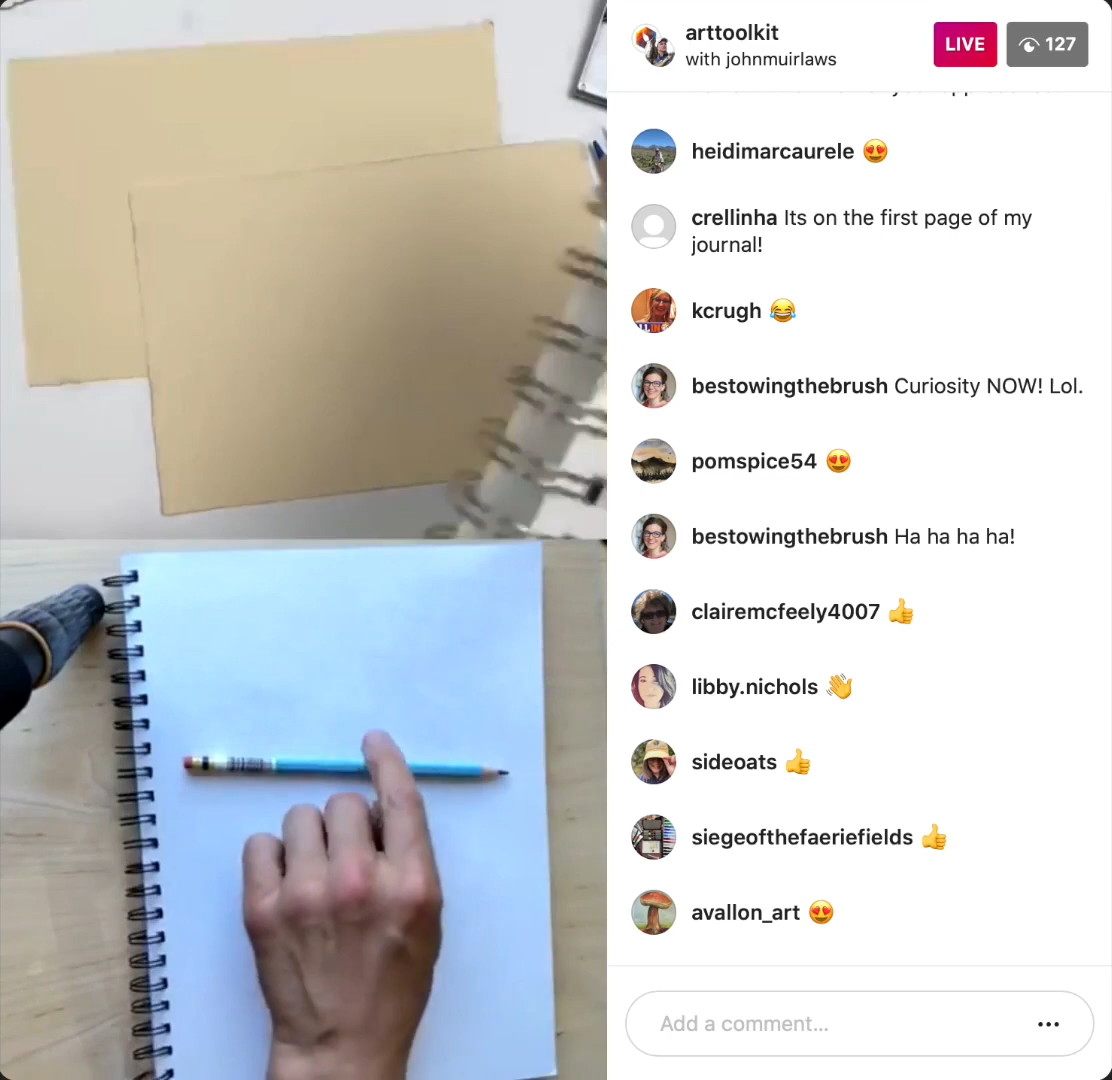 arttoolkit
with johnmuirlaws
LIVE
127
heidimarcaurele 😍
crellinha Its on the first page of my
journal!
kcrugh 😂
bestowingthebrush Curiosity NOW! Lol.
pomspice54 😍
bestowingthebrush Ha ha ha ha!
clairemcfeely4007 👍
libby.nichols 👋
sideoats 👍
siegeofthefaeriefields 👍
avallon_art 😍
Add a comment...